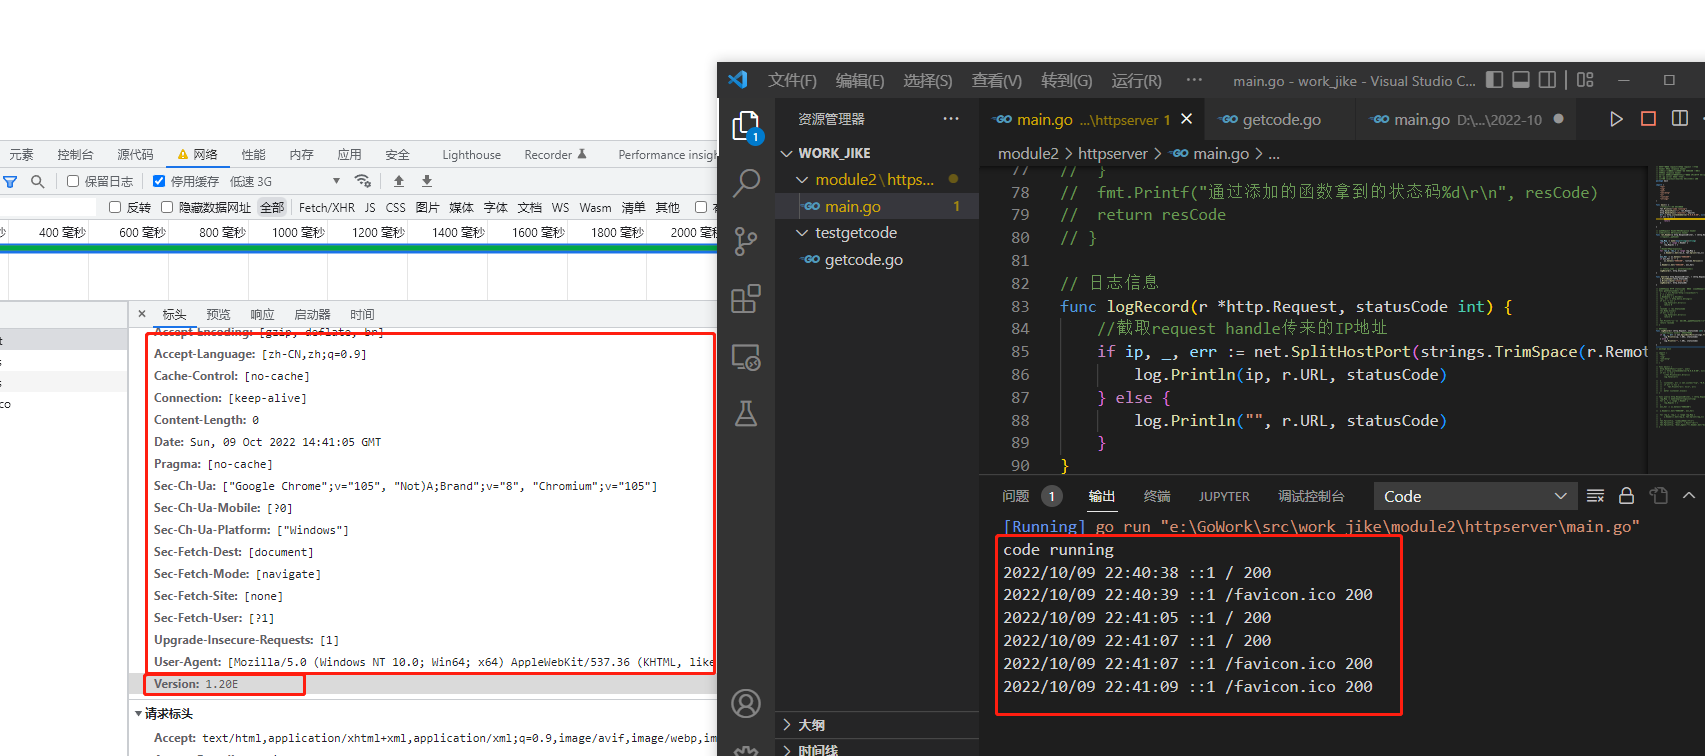 文件(F) 编辑(E) 选择(S) 查看(V) 转到(G) 运行(R) ··· main.go - work_jike - Visual Studio C...
资源管理器 ···
main.go ...\httpserver 1 getcode.go main.go D:\...\2022-10
元素 控制台 源代码 网络 性能 内存 应用 安全 Lighthouse Recorder Performance insigh
保留日志 停用缓存 低速 3G
反转 隐藏数据网址 全部 Fetch/XHR JS CSS 图片 媒体 字体 文档 WS Wasm 清单 其他
400 毫秒 600 毫秒 800 毫秒 1000 毫秒 1200 毫秒 1400 毫秒 1600 毫秒 1800 毫秒 2000 毫
× 标头 预览 响应 启动器 时间
Accept-Encoding: [gzip, deflate, br]
Accept-Language: [zh-CN,zh;q=0.9]
Cache-Control: [no-cache]
Connection: [keep-alive]
Content-Length: 0
Date: Sun, 09 Oct 2022 14:41:05 GMT
Pragma: [no-cache]
Sec-Ch-Ua: ["Google Chrome";v="105", "Not)A;Brand";v="8", "Chromium";v="105"]
Sec-Ch-Ua-Mobile: [?0]
Sec-Ch-Ua-Platform: ["Windows"]
Sec-Fetch-Dest: [document]
Sec-Fetch-Mode: [navigate]
Sec-Fetch-Site: [none]
Sec-Fetch-User: [?1]
Upgrade-Insecure-Requests: [1]
User-Agent: [Mozilla/5.0 (Windows NT 10.0; Win64; x64) AppleWebKit/537.36 (KHTML, like
Version: 1.20E
请求标头
Accept: text/html,application/xhtml+xml,application/xml;q=0.9,image/avif,image/webp,im
1
WORK_JIKE
module2\https...
main.go 1
testgetcode
getcode.go
大纲
时间线
module2 > httpserver > main.go > ...
77 // }
78 // fmt.Printf("通过添加的函数拿到的状态码%d\r\n", resCode)
79 // return resCode
80 // }
81
82 // 日志信息
83 func logRecord(r *http.Request, statusCode int) {
84 //截取request handle传来的IP地址
85 if ip, _, err := net.SplitHostPort(strings.TrimSpace(r.Remot
86 log.Println(ip, r.URL, statusCode)
87 } else {
88 log.Println("", r.URL, statusCode)
89 }
90 }
问题 1 输出 终端 JUPYTER 调试控制台 Code
[Running] go run "e:\GoWork\src\work_jike\module2\httpserver\main.go"
code running
2022/10/09 22:40:38 ::1 / 200
2022/10/09 22:40:39 ::1 /favicon.ico 200
2022/10/09 22:41:05 ::1 / 200
2022/10/09 22:41:07 ::1 / 200
2022/10/09 22:41:07 ::1 /favicon.ico 200
2022/10/09 22:41:09 ::1 /favicon.ico 200